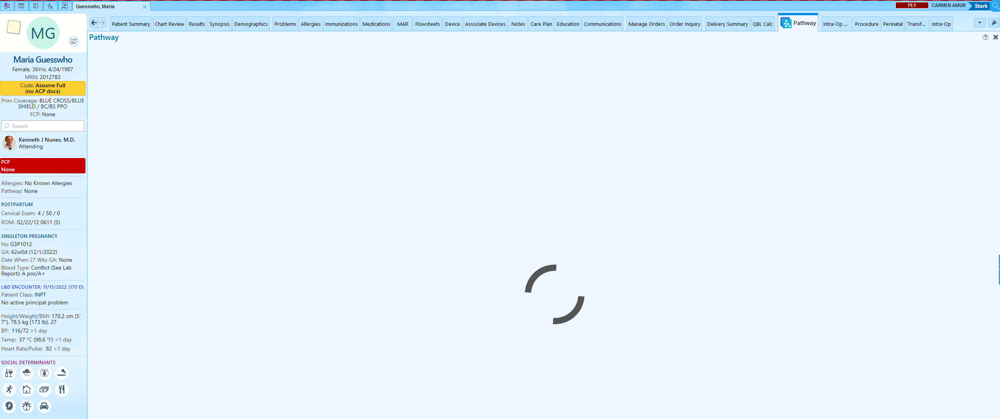 Guesswho, Maria
PLY
CARMEN AMUR
Stork
MG
Patient Summary
Chart Review
Results
Synopsis
Demographics
Problems
Allergies
Immunizations
Medications
MAR
Flowsheets
Device
Associate Devices
Notes
Care Plan
Education
Communications
Manage Orders
Order Inquiry
Delivery Summary
QBL Calc
Pathway
Intra-Op ...
Procedure
Perinatal
Transf...
Intra-Op
Pathway
Maria Guesswho
Female, 36Yrs, 4/24/1987
MRN: 2012783
Code: Assume Full
(no ACP docs)
Prim Coverage: BLUE CROSS/BLUE
SHIELD / BC/BS PPO
FCP: None
Search
Kenneth J Nunes, M.D.
Attending
PCP
None
Allergies: No Known Allergies
Pathway: None
POSTPARTUM
Cervical Exam: 4 / 50 / 0
ROM: 02/22/12 0611 (S)
SINGLETON PREGNANCY
Hx: G3P1012
GA: 62w0d (12/1/2022)
Date When 27 Wks GA: None
Blood Type: Conflict (See Lab
Report): A pos/A+
L&D ENCOUNTER: 11/15/2022 (170 D)
Patient Class: INPT
No active principal problem
Height/Weight/BMI: 170.2 cm (5'
7"), 78.5 kg (173 lb), 27
BP: 116/72 >1 day
Temp: 37 °C (98.6 °F) >1 day
Heart Rate/Pulse: 82 >1 day
SOCIAL DETERMINANTS